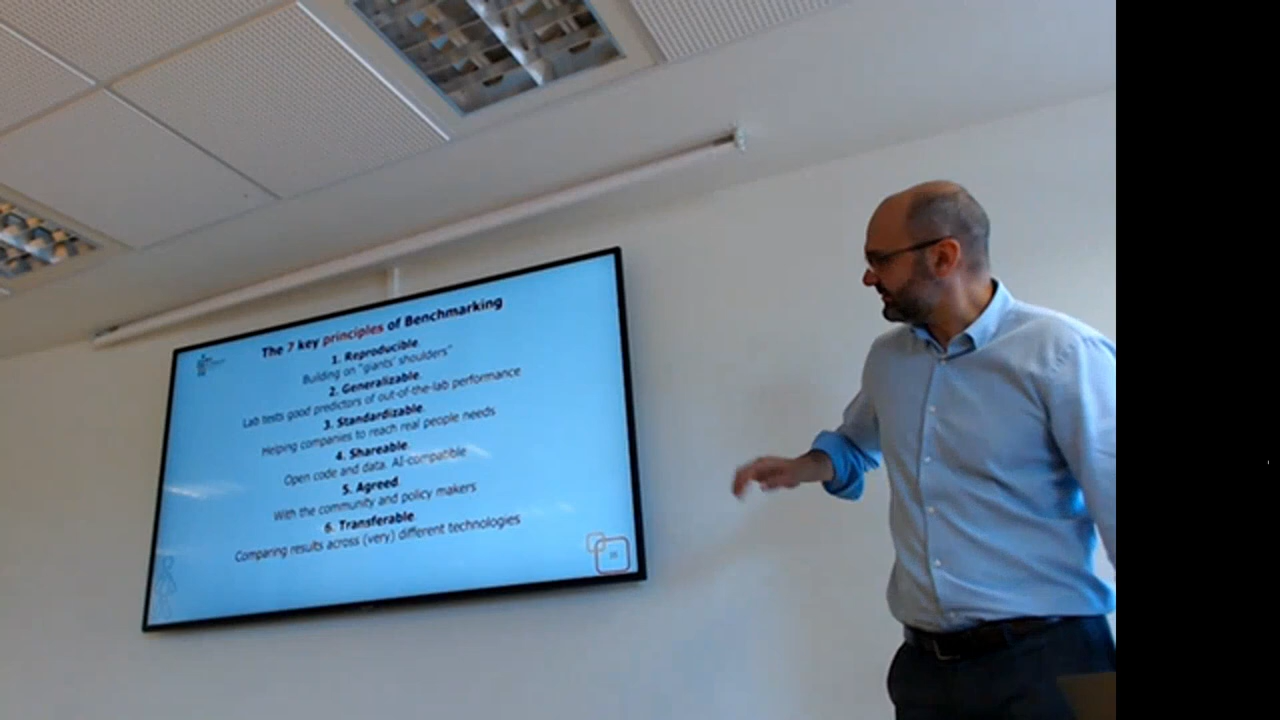 The 7 key principles of Benchmarking
1. Reproducible.
Building on "giants' shoulders"
2. Generalizable.
Lab tests good predictors of out-of-the-lab performance
3. Standardizable.
Helping companies to reach real people needs
4. Shareable.
Open code and data. AI-compatible
5. Agreed.
With the community and policy makers
6. Transferable.
Comparing results across (very) different technologies